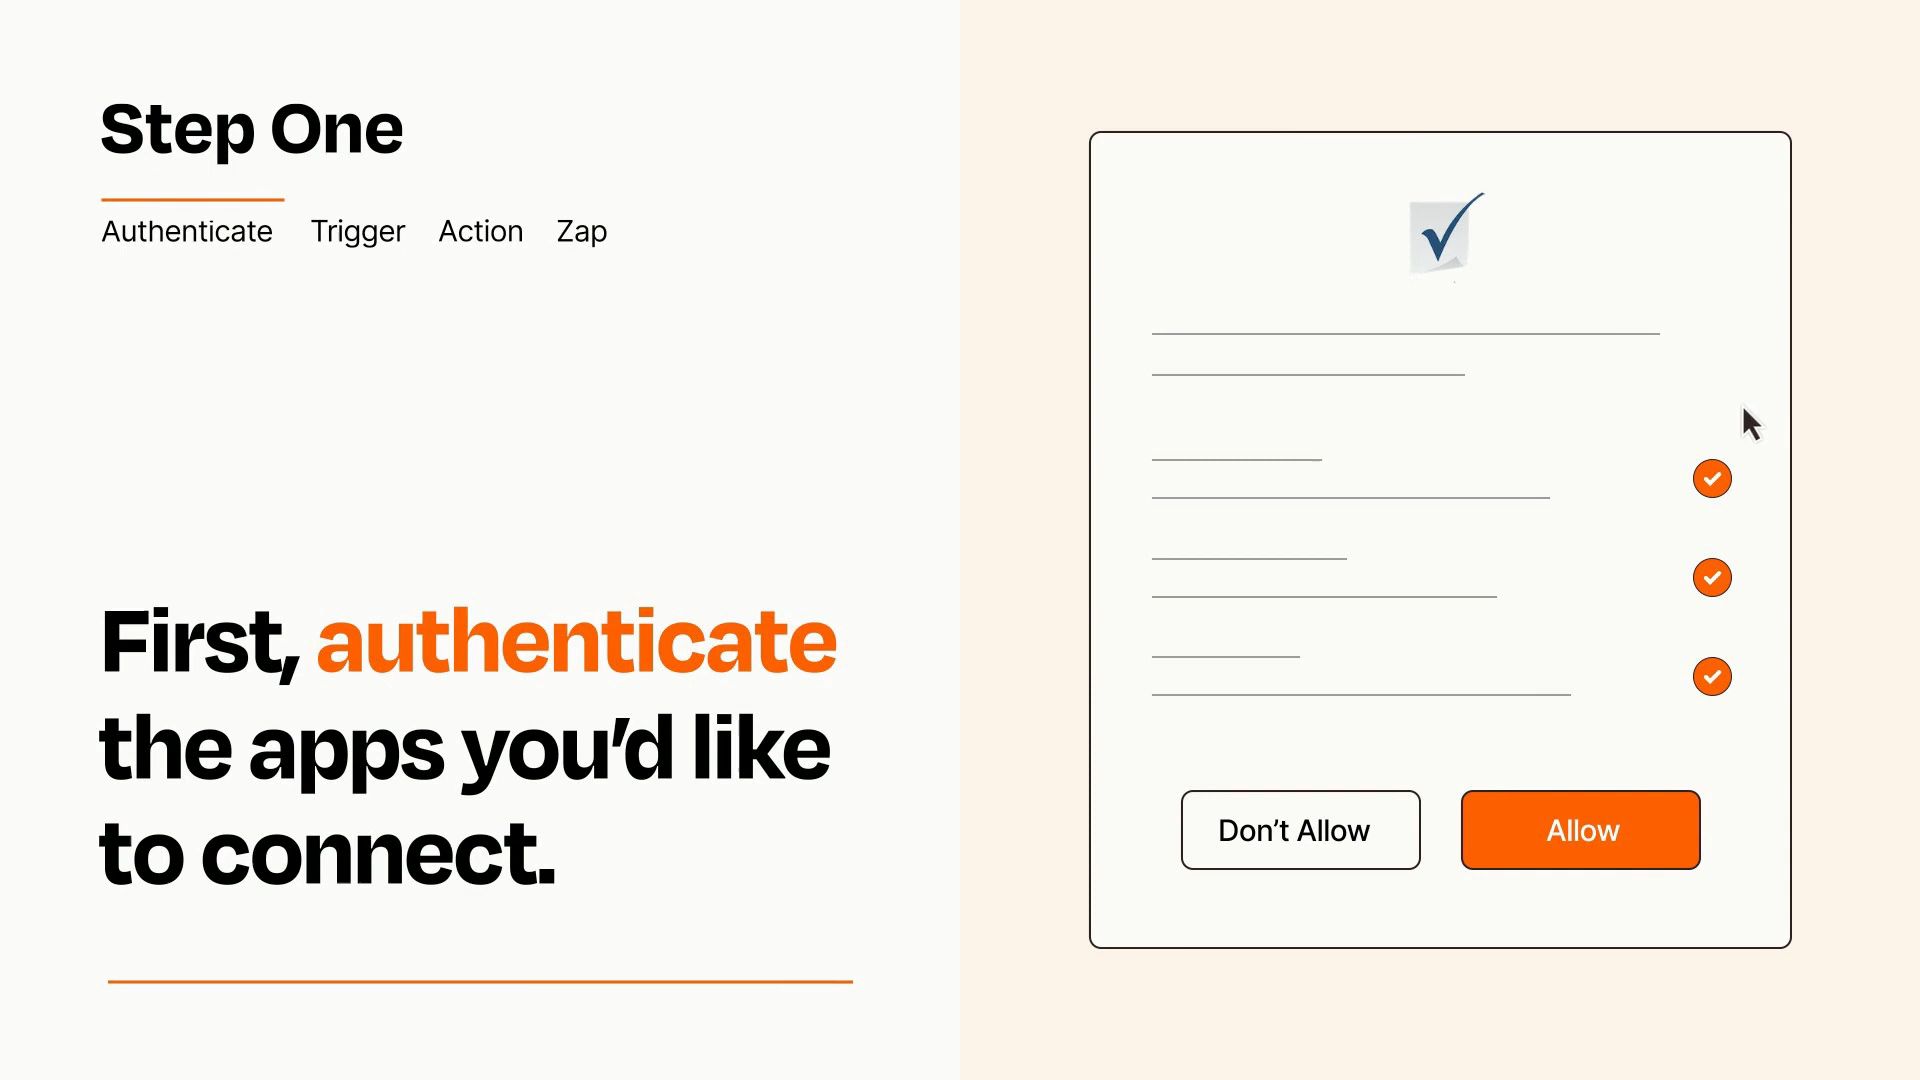 Step One
Authenticate Trigger Action Zap
First, authenticate
the apps you’d like
to connect.
Don’t Allow
Allow